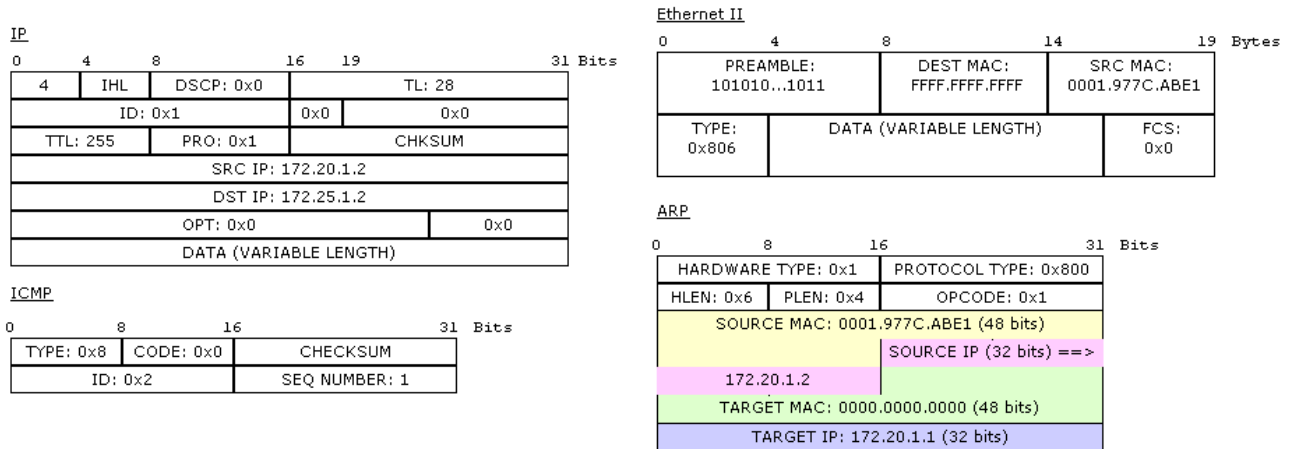 IP
0 4 8 16 19 31 Bits
4 IHL DSCP: 0x0 TL: 28
ID: 0x1 0x0 0x0
TTL: 255 PRO: 0x1 CHKSUM
SRC IP: 172.20.1.2
DST IP: 172.25.1.2
OPT: 0x0 0x0
DATA (VARIABLE LENGTH)
ICMP
0 8 16 31 Bits
TYPE: 0x8 CODE: 0x0 CHECKSUM
ID: 0x2 SEQ NUMBER: 1
Ethernet II
0 4 8 14 19 Bytes
PREAMBLE: DEST MAC: SRC MAC:
101010...1011 FFFF.FFFF.FFFF 0001.977C.ABE1
TYPE: DATA (VARIABLE LENGTH) FCS:
0x806 0x0
ARP
0 8 16 31 Bits
HARDWARE TYPE: 0x1 PROTOCOL TYPE: 0x800
HLEN: 0x6 PLEN: 0x4 OPCODE: 0x1
SOURCE MAC: 0001.977C.ABE1 (48 bits)
SOURCE IP (32 bits) ==>
172.20.1.2
TARGET MAC: 0000.0000.0000 (48 bits)
TARGET IP: 172.20.1.1 (32 bits)